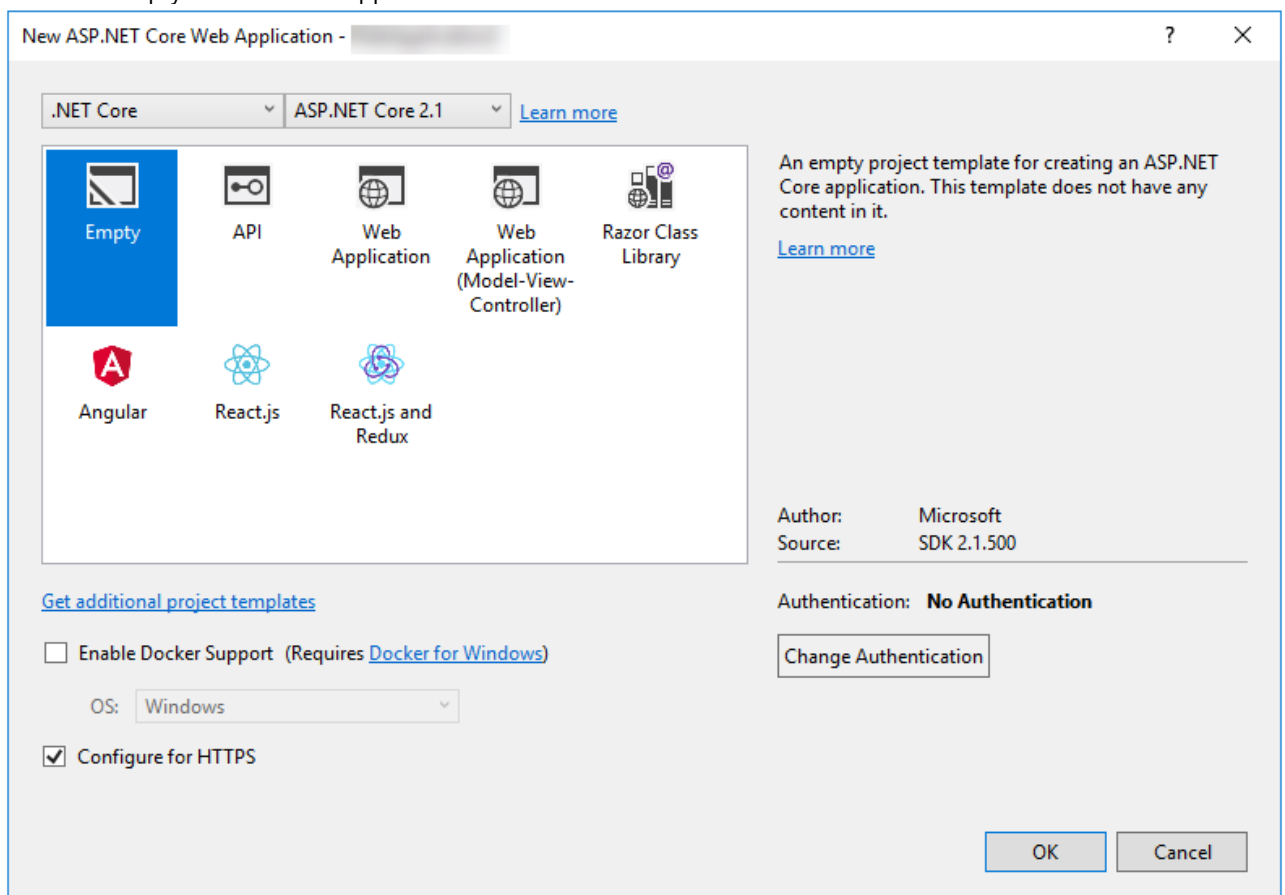 New ASP.NET Core Web Application -
? X
.NET Core ASP.NET Core 2.1 Learn more
Empty
API
Web
Application
Web
Application
(Model-View-
Controller)
Razor Class
Library
Angular
React.js
React.js and
Redux
An empty project template for creating an ASP.NET
Core application. This template does not have any
content in it.
Learn more
Author: Microsoft
Source: SDK 2.1.500
Get additional project templates
Authentication: No Authentication
Enable Docker Support (Requires Docker for Windows)
Change Authentication
OS: Windows
Configure for HTTPS
OK Cancel